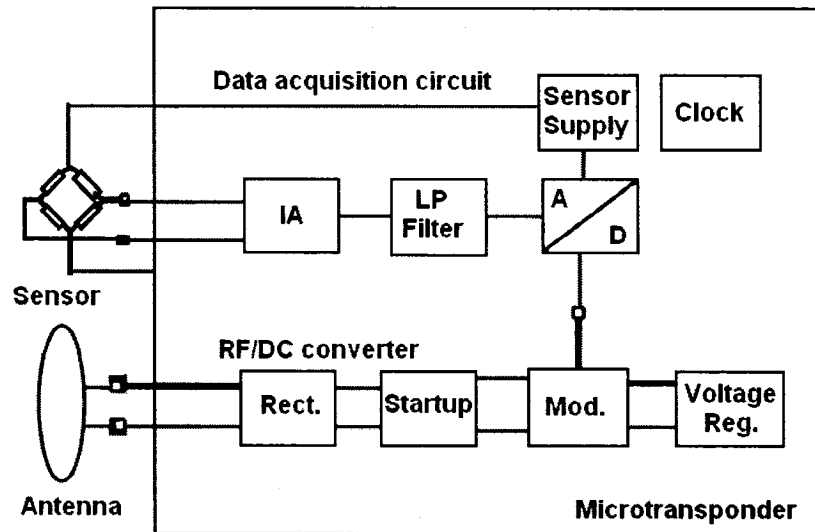 Data acquisition circuit
Sensor
Supply
Clock
IA
LP
Filter
A
D
Sensor
RF/DC converter
Rect.
Startup
Mod.
Voltage
Reg.
Antenna
Microtransponder